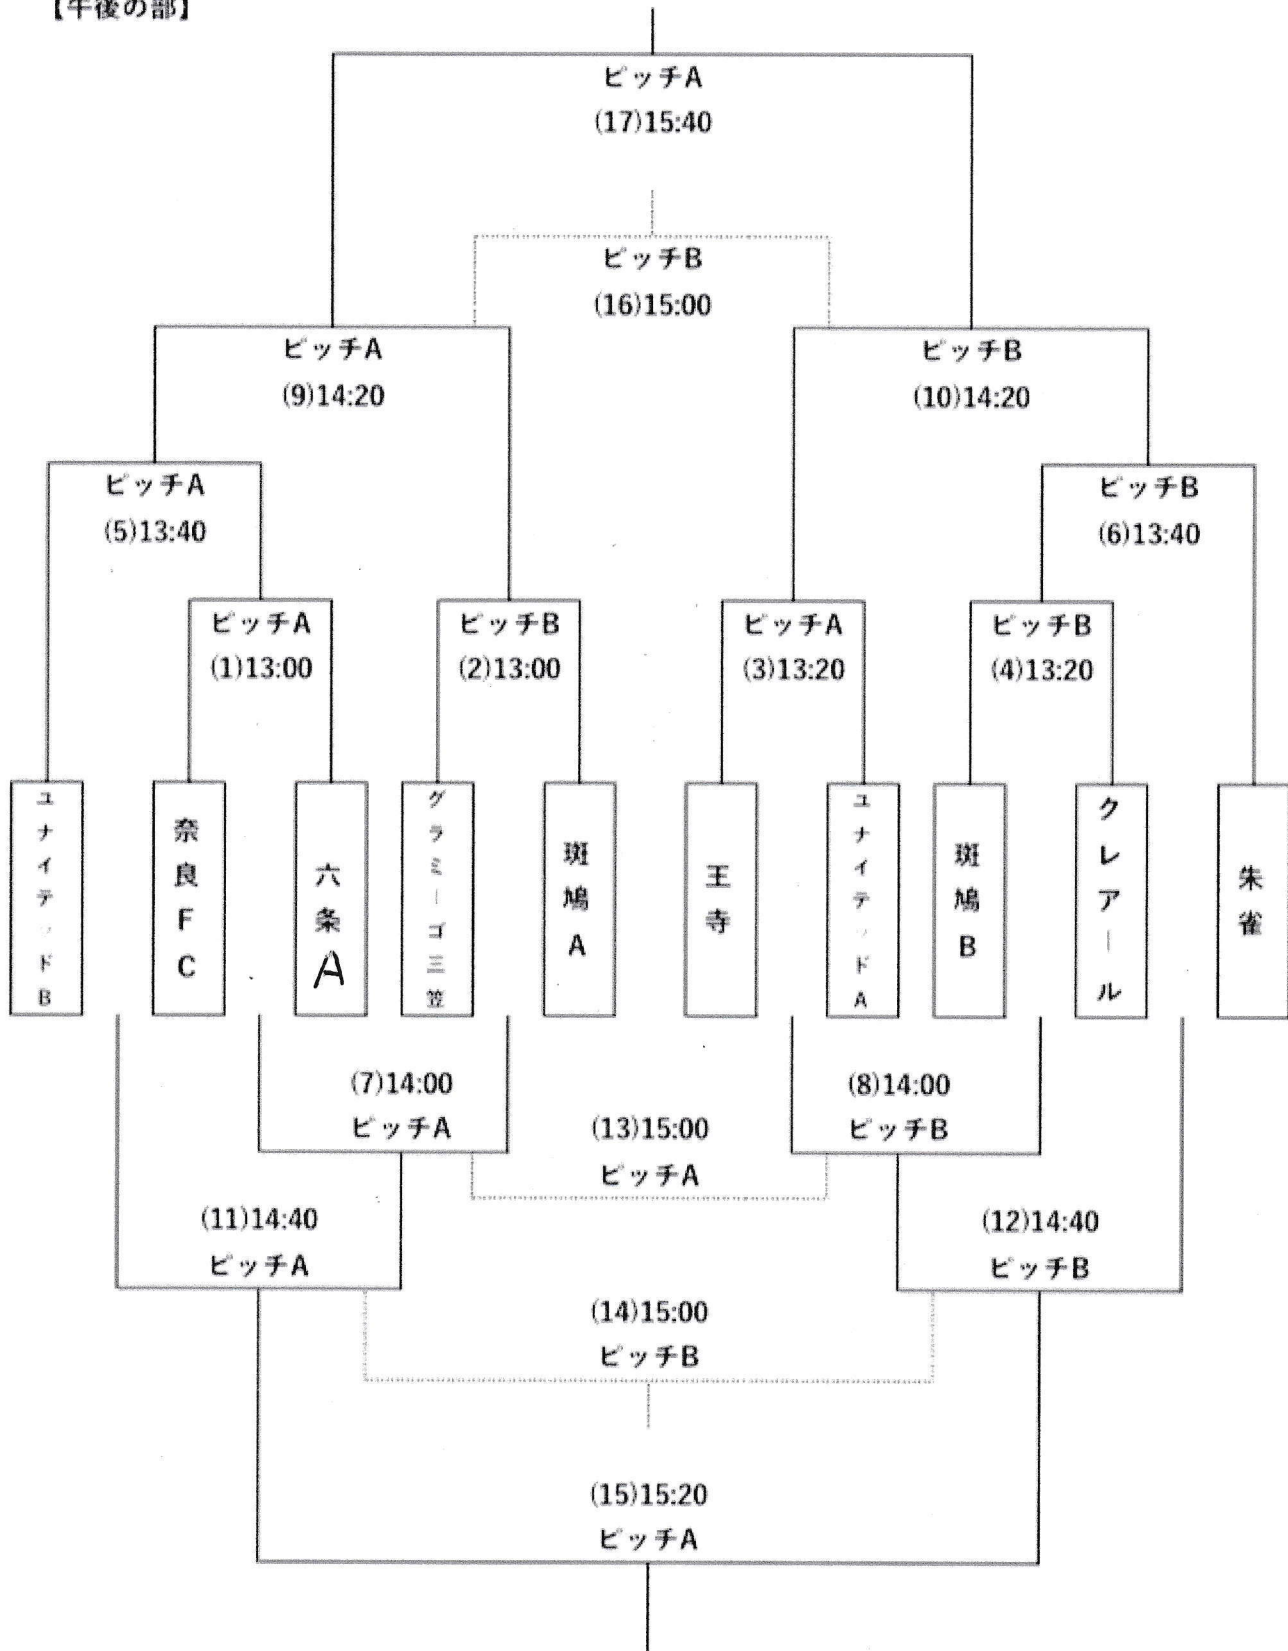 【午後の部】
ピッチA
(17)15:40
ピッチB
(16)15:00
ピッチA
(9)14:20
ピッチB
(10)14:20
ピッチA
(5)13:40
ピッチB
(6)13:40
ピッチA
(1)13:00
ピッチB
(2)13:00
ピッチA
(3)13:20
ピッチB
(4)13:20
ユナイテッドB
奈良FC
六条A
グラミーゴ三笠
斑鳩A
王寺
ユナイテッドA
斑鳩B
クレアール
朱雀
(7)14:00
ピッチA
(8)14:00
ピッチB
(13)15:00
ピッチA
(11)14:40
ピッチA
(12)14:40
ピッチB
(14)15:00
ピッチB
(15)15:20
ピッチA